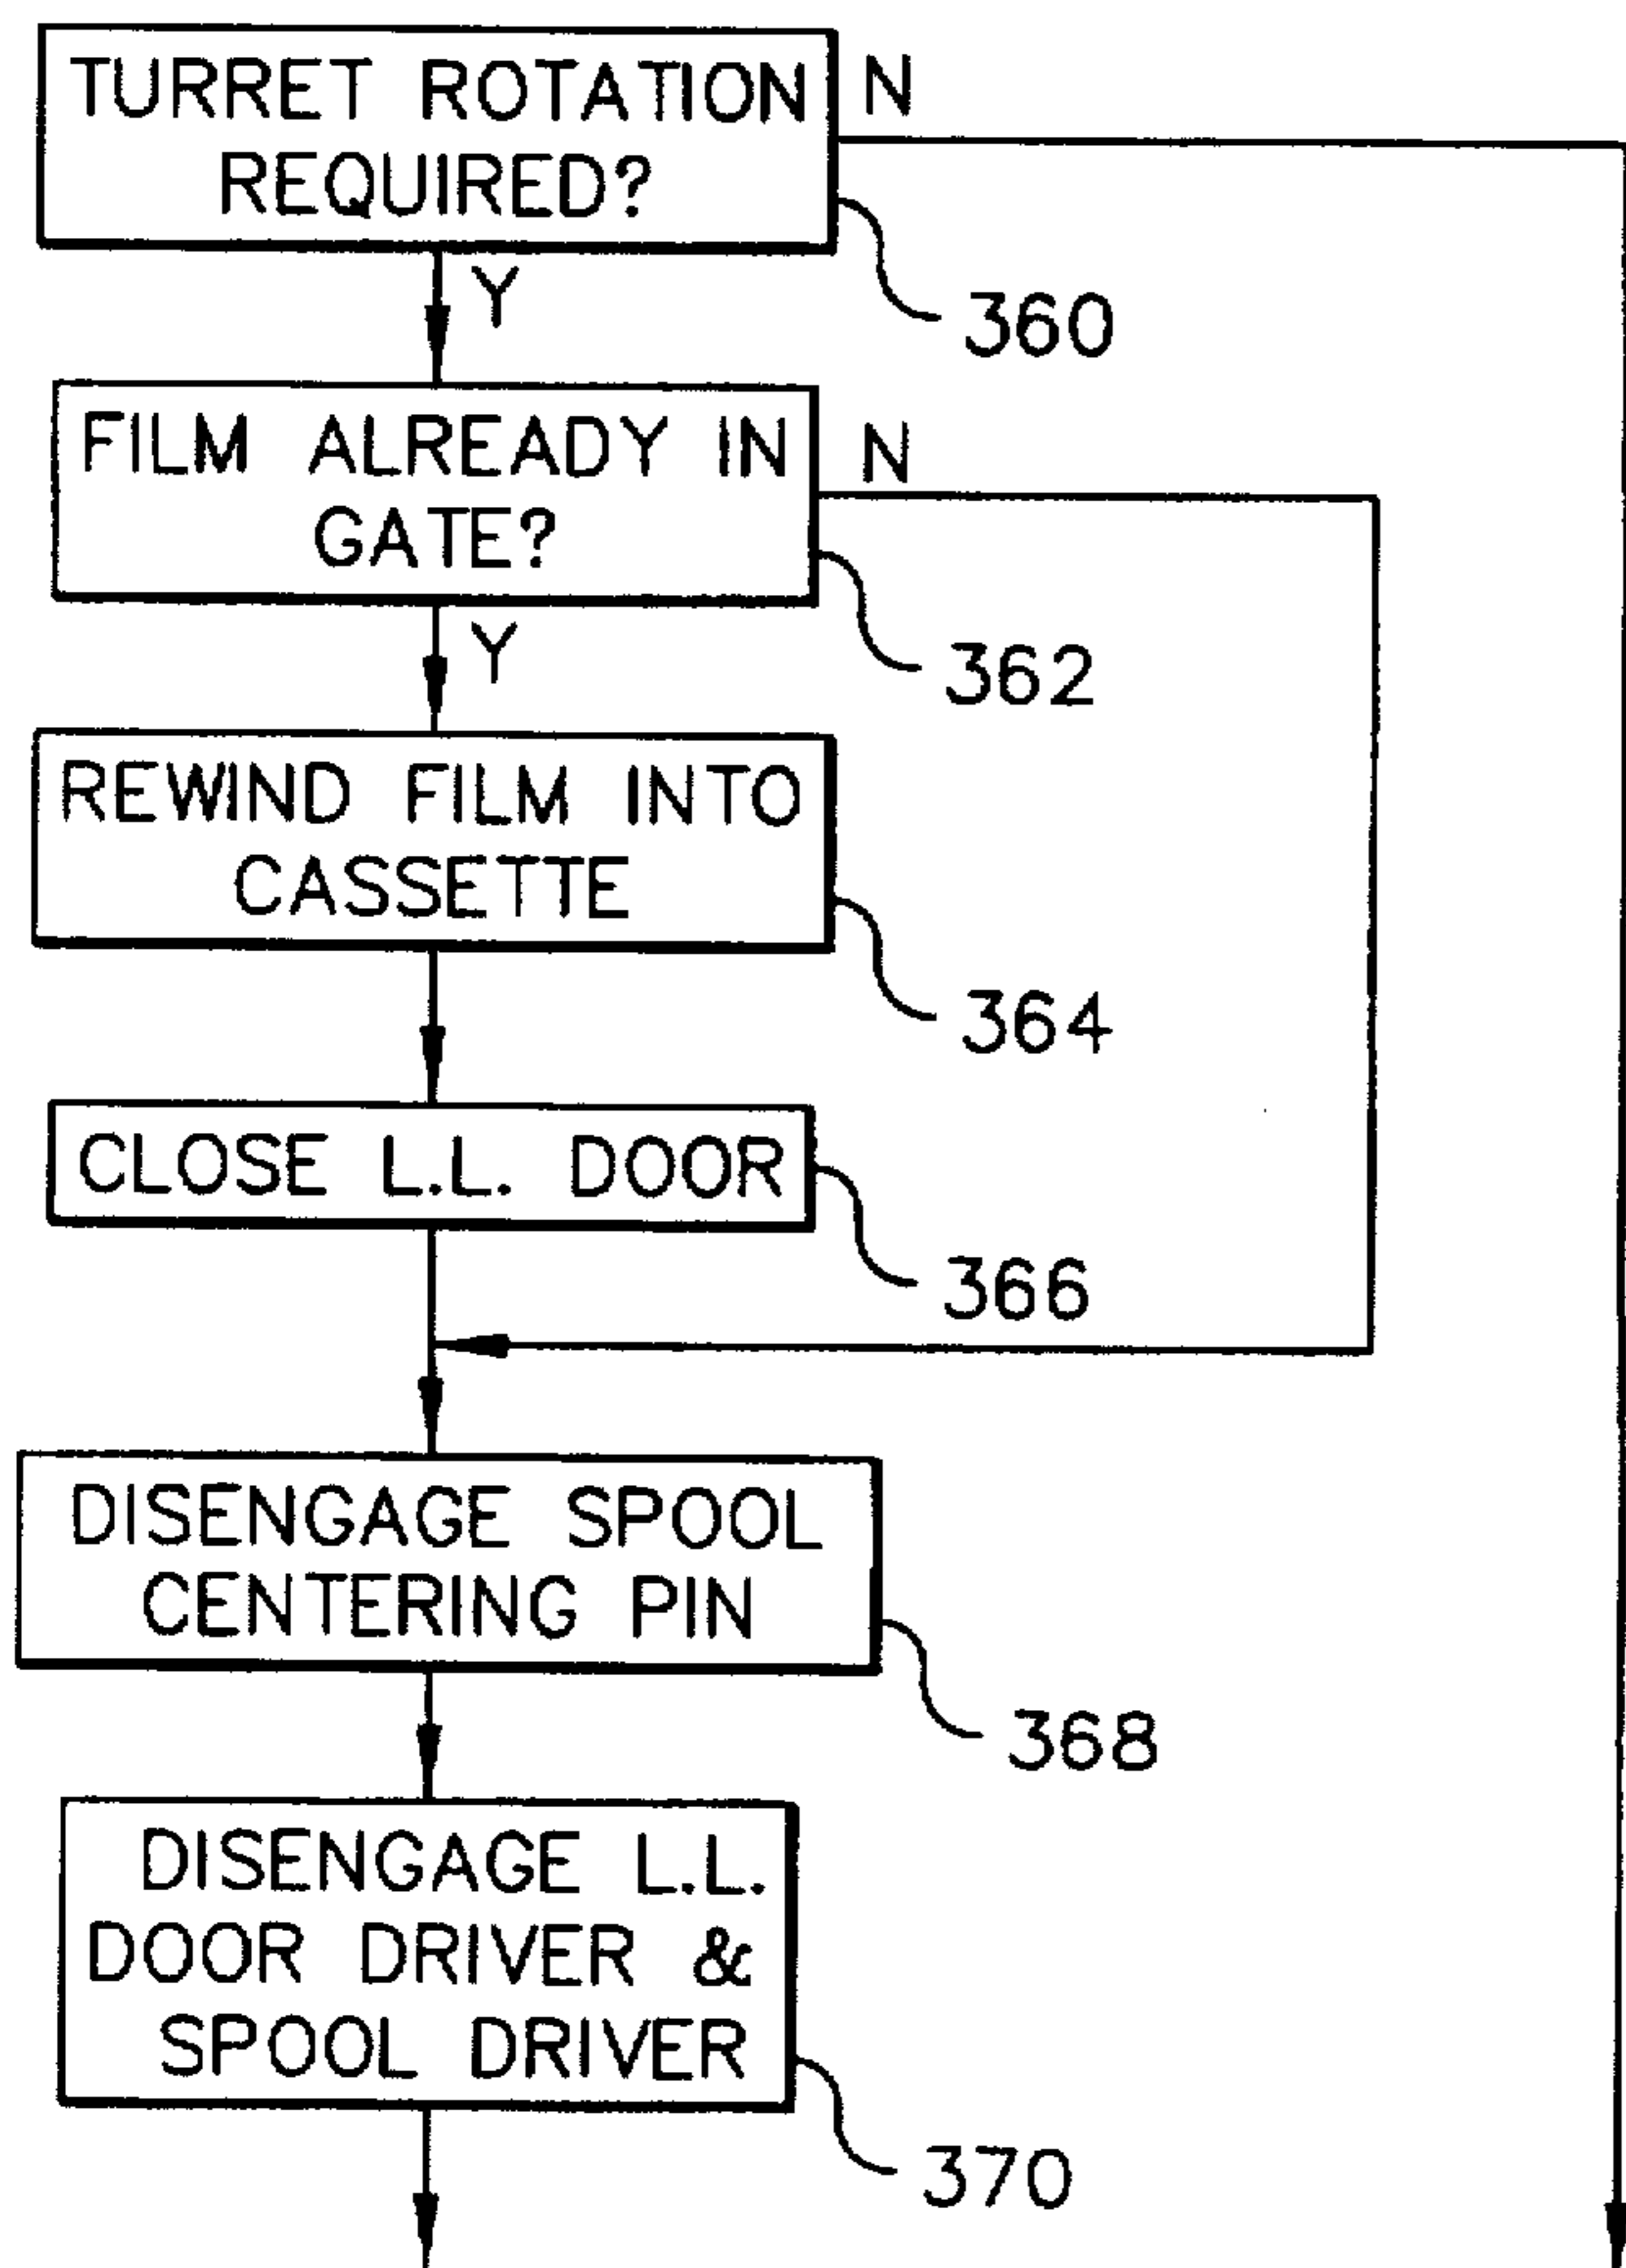 TURRET ROTATION
REQUIRED?
N
360
Y
FILM ALREADY IN
GATE?
N
362
Y
REWIND FILM INTO
CASSETTE
364
CLOSE L.L. DOOR
366
DISENGAGE SPOOL
CENTERING PIN
368
DISENGAGE L.L.
DOOR DRIVER &
SPOOL DRIVER
370